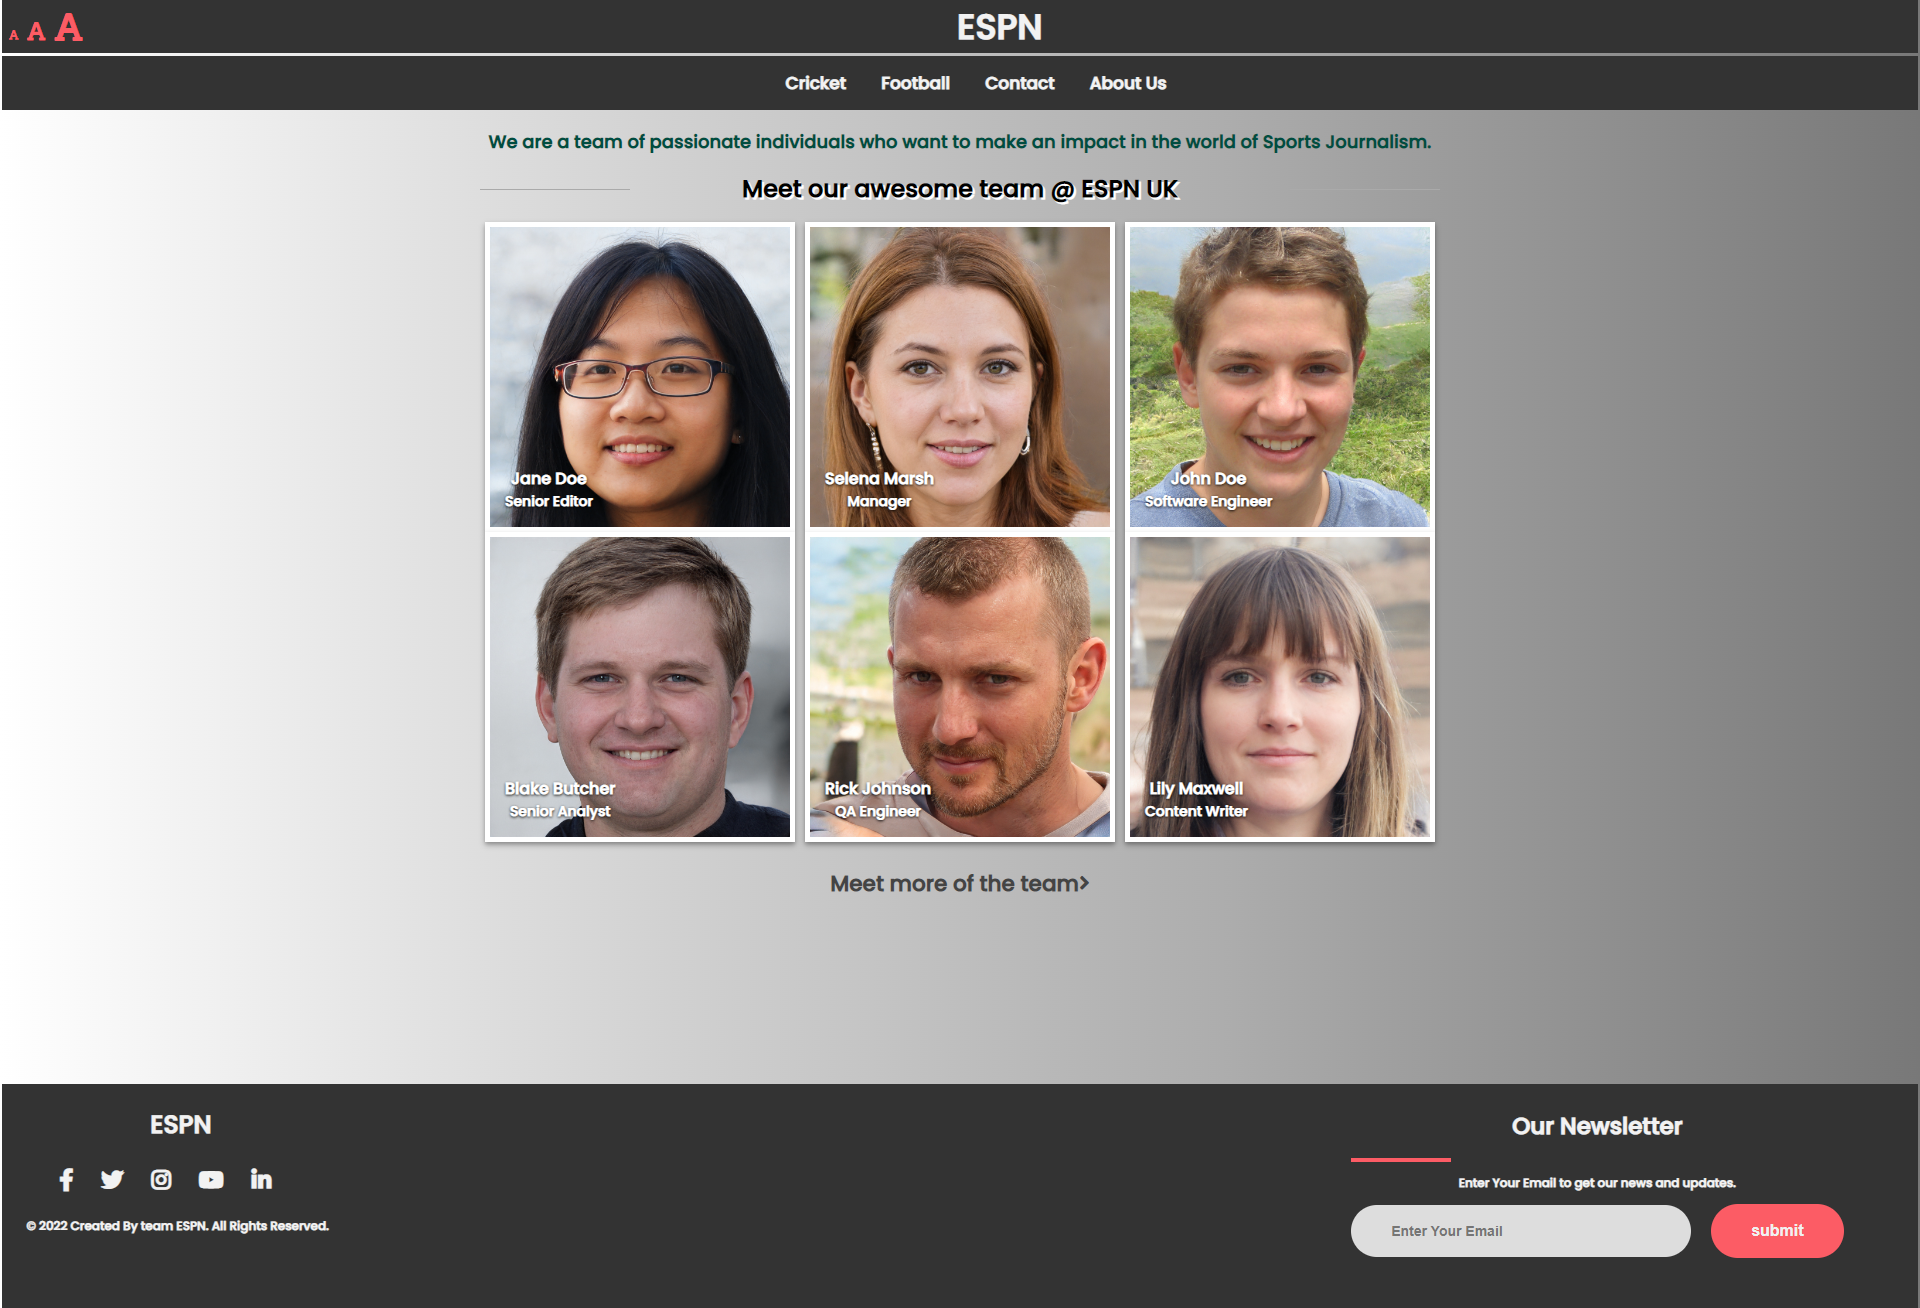 A A A
ESPN
Cricket Football Contact About Us
We are a team of passionate individuals who want to make an impact in the world of Sports Journalism.
Meet our awesome team @ ESPN UK
Jane Doe
Senior Editor
Selena Marsh
Manager
John Doe
Software Engineer
Blake Butcher
Senior Analyst
Rick Johnson
QA Engineer
Lily Maxwell
Content Writer
Meet more of the team
ESPN
© 2022 Created By team ESPN. All Rights Reserved.
Our Newsletter
Enter Your Email to get our news and updates.
Enter Your Email
submit